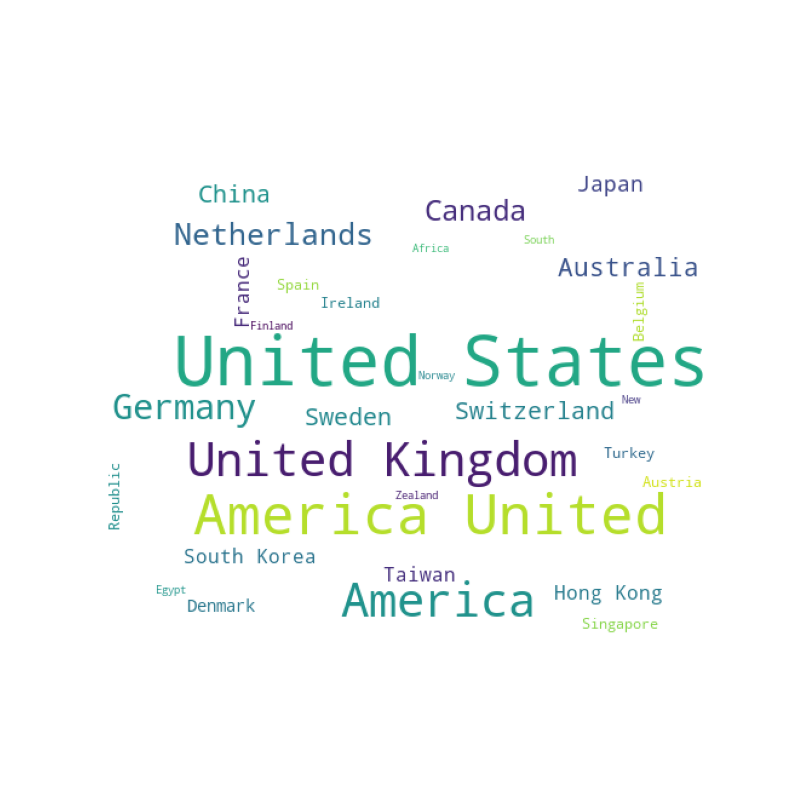 Japan
China
Canada
Netherlands
South
Africa
Australia
France
Spain
Belgium
Ireland
Finland
United States
Norway
Germany
New
Sweden
Switzerland
United Kingdom
Turkey
Republic
Austria
Zealand
America United
South Korea
Taiwan
Egypt
America
Hong Kong
Denmark
Singapore